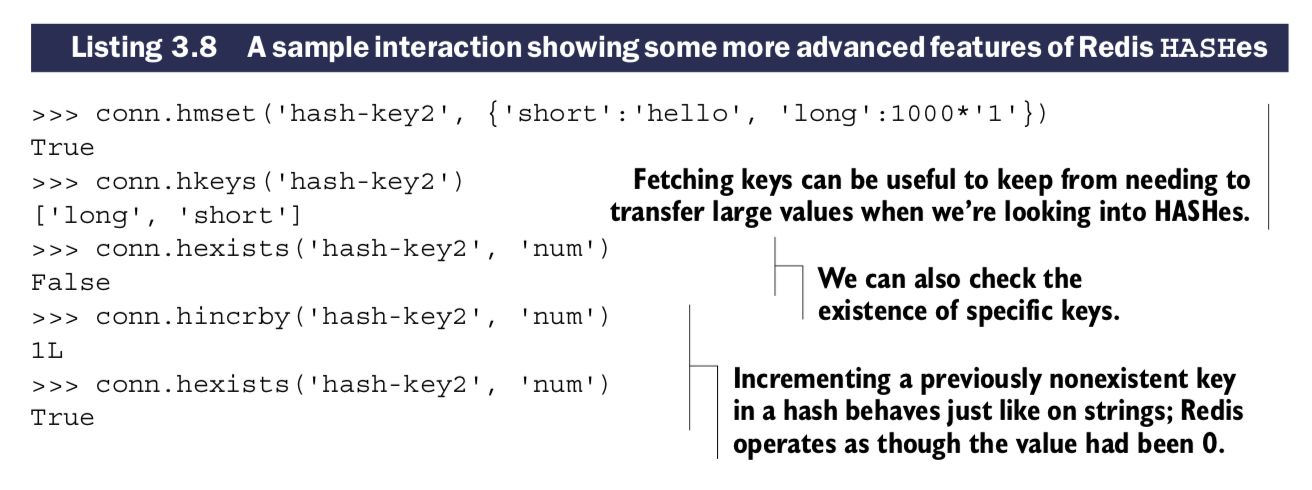 Listing 3.8 A sample interaction showing some more advanced features of Redis HASHes
>>> conn.hmset('hash-key2', {'short':'hello', 'long':1000*'1'})
True
>>> conn.hkeys('hash-key2')
['long', 'short']
Fetching keys can be useful to keep from needing to
transfer large values when we're looking into HASHes.
>>> conn.hexists('hash-key2', 'num')
False
We can also check the
existence of specific keys.
>>> conn.hincrby('hash-key2', 'num')
1L
>>> conn.hexists('hash-key2', 'num')
True
Incrementing a previously nonexistent key
in a hash behaves just like on strings; Redis
operates as though the value had been 0.